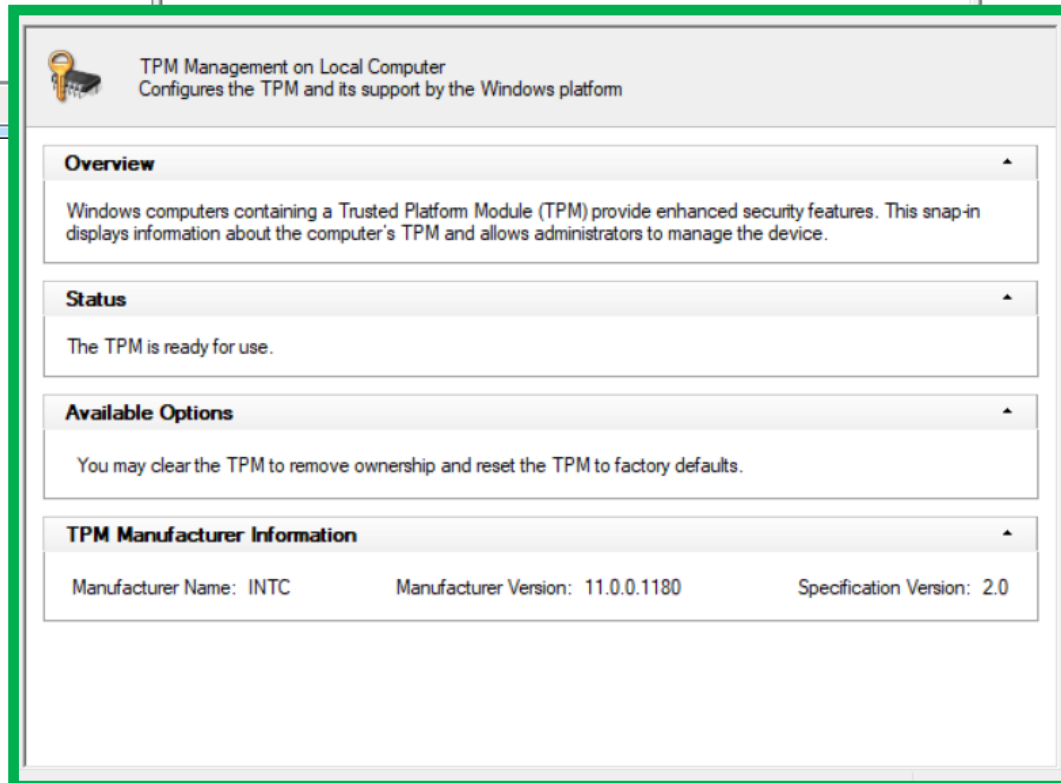 TPM Management on Local Computer
Configures the TPM and its support by the Windows platform
Overview
Windows computers containing a Trusted Platform Module (TPM) provide enhanced security features. This snap-in
displays information about the computer's TPM and allows administrators to manage the device.
Status
The TPM is ready for use.
Available Options
You may clear the TPM to remove ownership and reset the TPM to factory defaults.
TPM Manufacturer Information
Manufacturer Name: INTC Manufacturer Version: 11.0.0.1180 Specification Version: 2.0